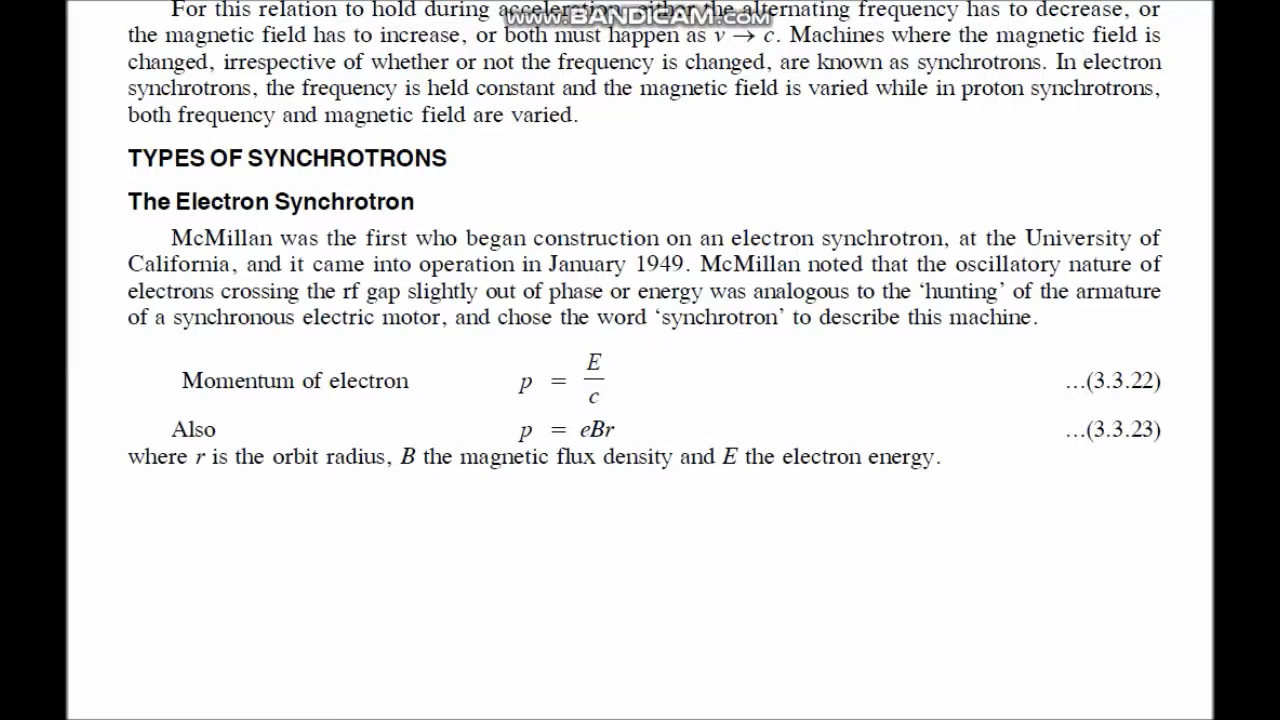 For this relation to hold during acceleration, either the alternating frequency has to decrease, or
www.BANDICAM.com
the magnetic field has to increase, or both must happen as v → c. Machines where the magnetic field is
changed, irrespective of whether or not the frequency is changed, are known as synchrotrons. In electron
synchrotrons, the frequency is held constant and the magnetic field is varied while in proton synchrotrons,
both frequency and magnetic field are varied.
TYPES OF SYNCHROTRONS
The Electron Synchrotron
McMillan was the first who began construction on an electron synchrotron, at the University of
California, and it came into operation in January 1949. McMillan noted that the oscillatory nature of
electrons crossing the rf gap slightly out of phase or energy was analogous to the ‘hunting’ of the armature
of a synchronous electric motor, and chose the word ‘synchrotron’ to describe this machine.
Momentum of electron p = E/c ...(3.3.22)
Also p = eBr ...(3.3.23)
where r is the orbit radius, B the magnetic flux density and E the electron energy.